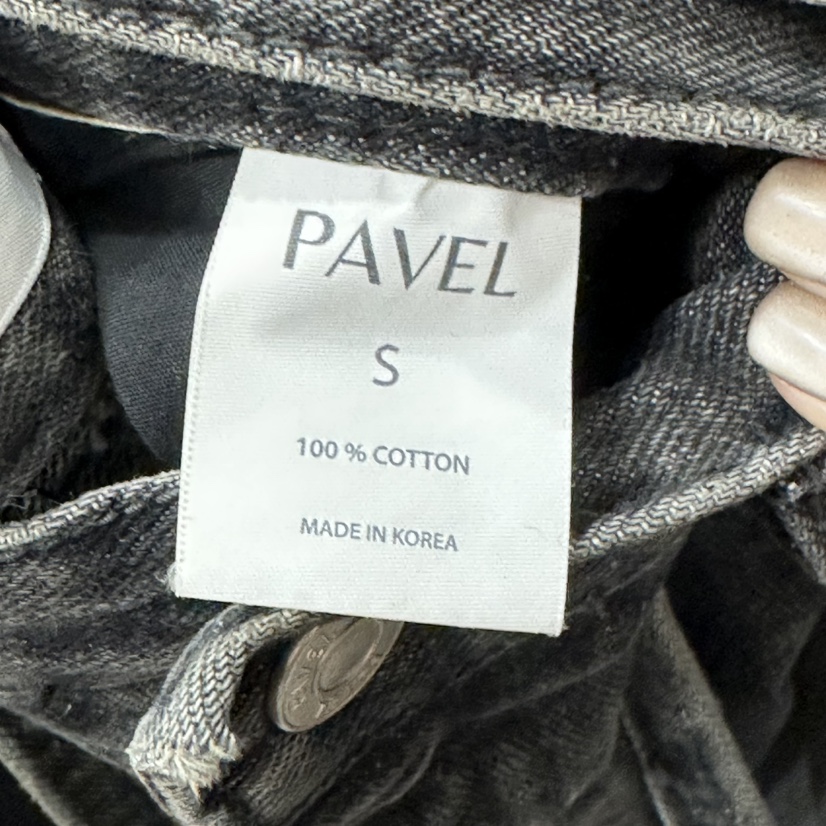 PAVEL
S
100 % COTTON
MADE IN KOREA